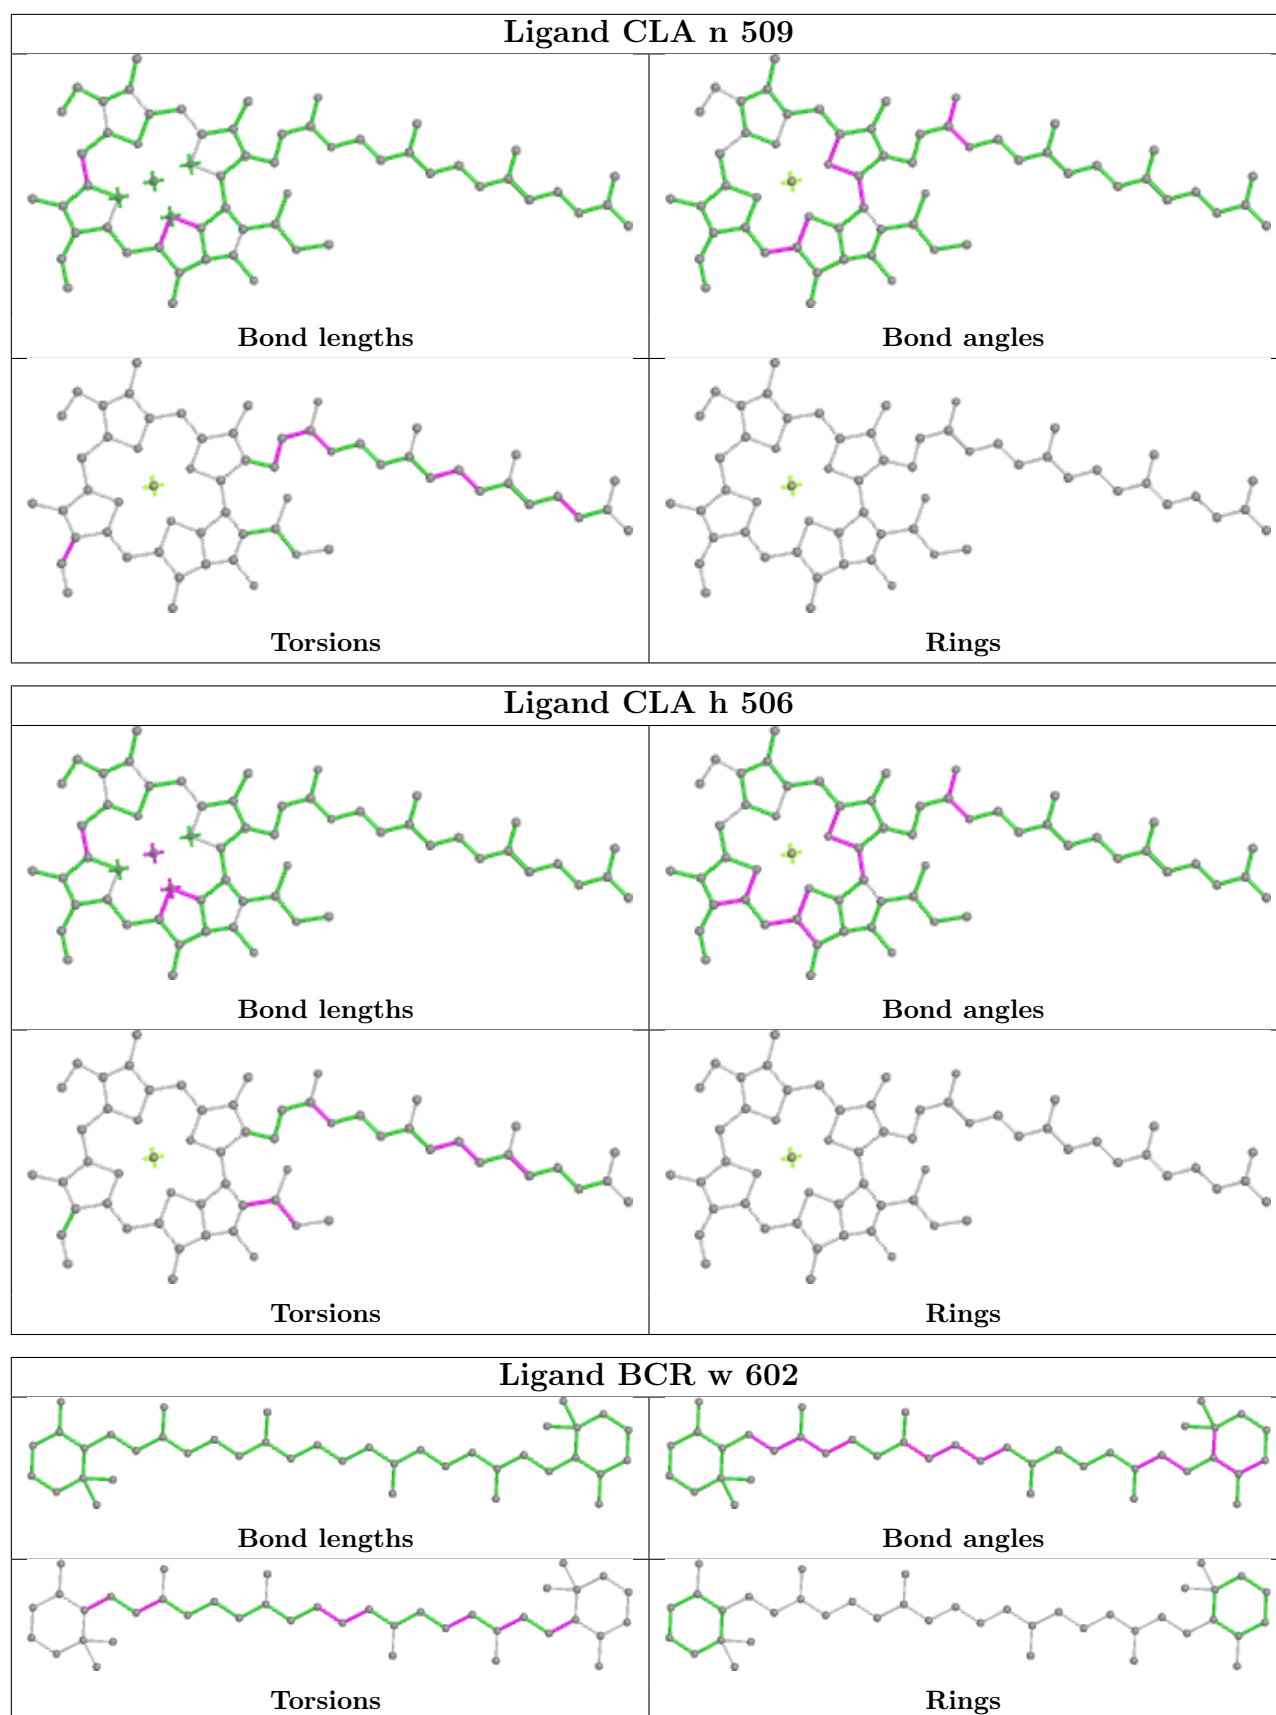 Ligand CLA n 509
Bond lengths
Bond angles
Torsions
Rings
Ligand CLA h 506
Bond lengths
Bond angles
Torsions
Rings
Ligand BCR w 602
Bond lengths
Bond angles
Torsions
Rings